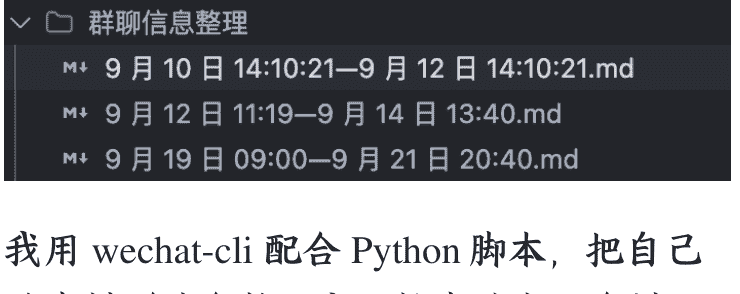 群聊信息整理
9 月 10 日 14:10:21—9 月 12 日 14:10:21.md
9 月 12 日 11:19—9 月 14 日 13:40.md
9 月 19 日 09:00—9 月 21 日 20:40.md
我用 wechat-cli 配合 Python 脚本，把自己